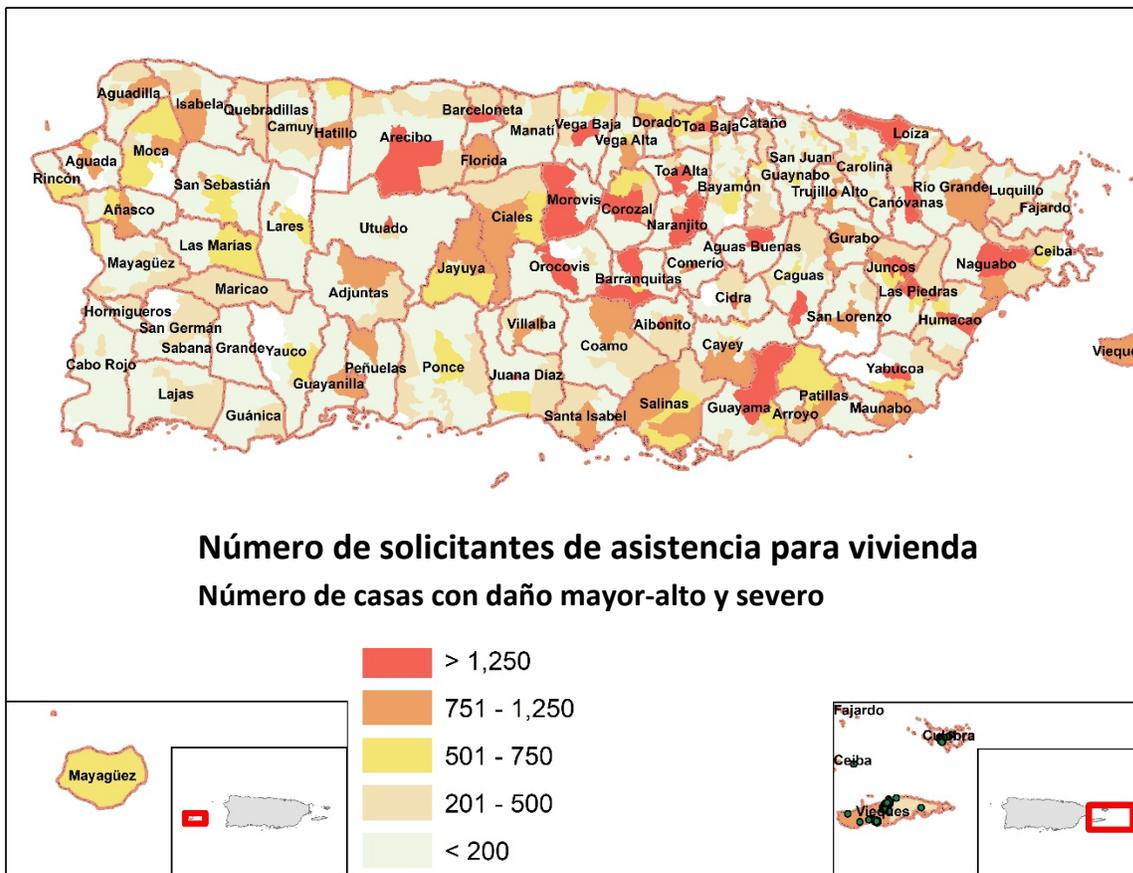 Aguadilla
Isabela
Quebradillas
Camuy
Hatillo
Arecibo
Barceloneta
Manatí
Vega Baja
Vega Alta
Dorado
Toa Baja
Cataño
Loíza
Aguada
Moca
Rincón
San Sebastián
Florida
Toa Alta
Bayamón
San Juan
Guaynabo
Trujillo Alto
Carolina
Canóvanas
Río Grande
Luquillo
Fajardo
Añasco
Lares
Utuado
Ciales
Morovis
Corozal
Naranjito
Aguas Buenas
Gurabo
Las Marías
Mayagüez
Maricao
Adjuntas
Jayuya
Orocovis
Barranquitas
Comerío
Caguas
Juncos
Naguabo
Ceiba
Las Piedras
Cidra
Hormigueros
San Germán
Sabana Grande
Yauco
Villalba
Coamo
Aibonito
Cayey
San Lorenzo
Humacao
Vieque
Cabo Rojo
Lajas
Guánica
Guayanilla
Peñuelas
Ponce
Juana Díaz
Santa Isabel
Salinas
Guayama
Arroyo
Patillas
Maunabo
Yabucoa
Número de solicitantes de asistencia para vivienda
Número de casas con daño mayor-alto y severo
> 1,250
751 - 1,250
501 - 750
201 - 500
< 200
Mayagüez
Fajardo
Culebra
Ceiba
Vieques